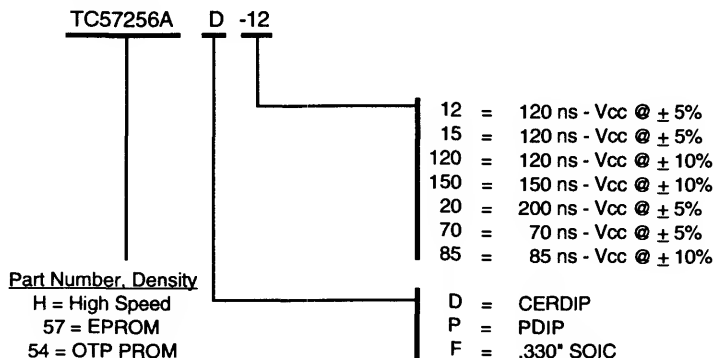 TC57256A D -12
12 = 120 ns - Vcc @ ± 5%
15 = 120 ns - Vcc @ ± 5%
120 = 120 ns - Vcc @ ± 10%
150 = 150 ns - Vcc @ ± 10%
20 = 200 ns - Vcc @ ± 5%
70 = 70 ns - Vcc @ ± 5%
85 = 85 ns - Vcc @ ± 10%
Part Number, Density
H = High Speed
57 = EPROM
54 = OTP PROM
D = CERDIP
P = PDIP
F = .330" SOIC